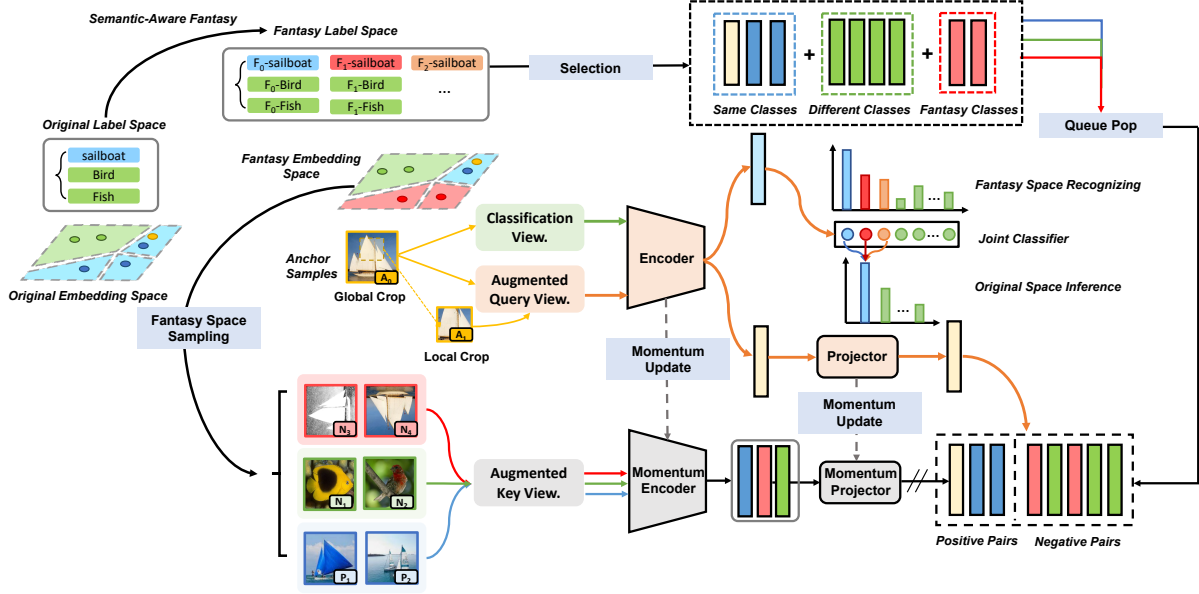 Semantic-Aware Fantasy
Fantasy Label Space
F0-sailboat F1-sailboat F2-sailboat
F0-Bird F1-Bird ...
F0-Fish F1-Fish
Selection
+ +
Same Classes Different Classes Fantasy Classes
Queue Pop
Original Label Space
sailboat
Bird
Fish
Original Embedding Space
Fantasy Embedding
Space
Fantasy Space
Sampling
Anchor
Samples
A0
Global Crop
A1
Local Crop
Classification
View.
Augmented
Query View.
Encoder
...
Fantasy Space Recognizing
...
Joint Classifier
...
Original Space Inference
Momentum
Update
Projector
Momentum
Update
N3 N4
N1 N2
P1 P2
Augmented
Key View.
Momentum
Encoder
Momentum
Projector
Positive Pairs Negative Pairs